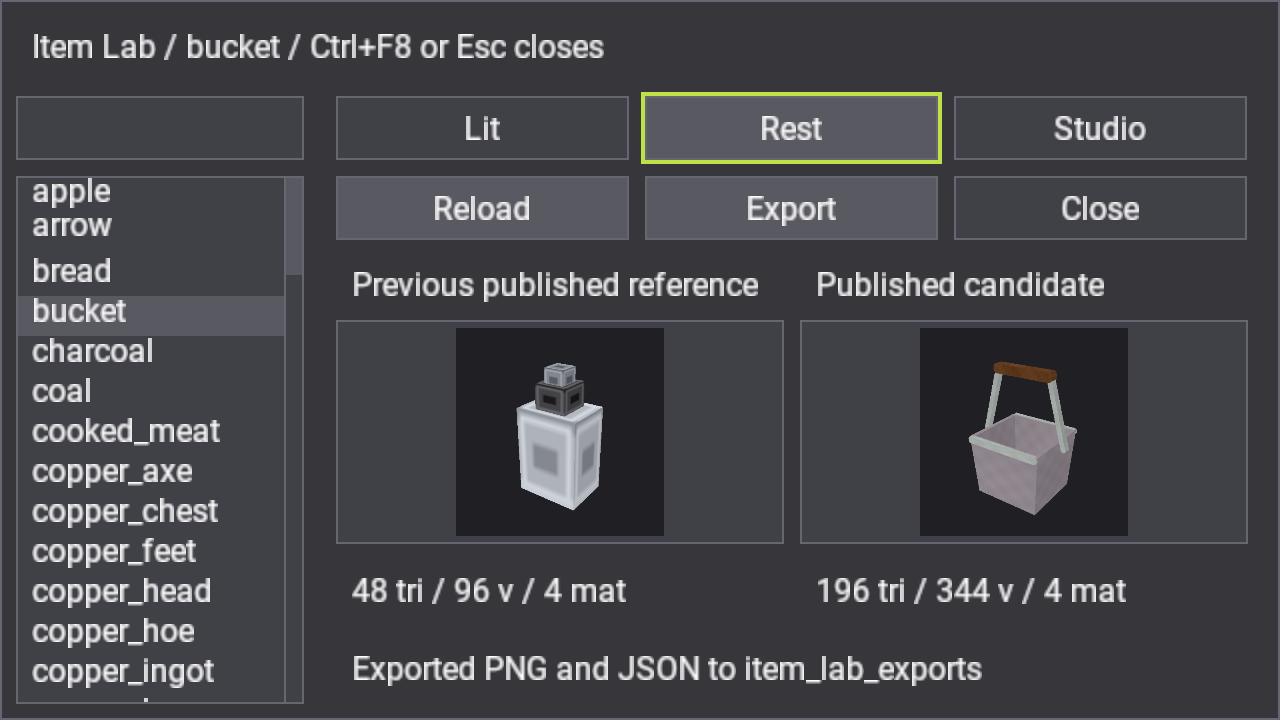 Item Lab / bucket / Ctrl+F8 or Esc closes
Lit
Rest
Studio
Reload
Export
Close
apple
arrow
bread
bucket
charcoal
coal
cooked_meat
copper_axe
copper_chest
copper_feet
copper_head
copper_hoe
copper_ingot
Previous published reference
Published candidate
48 tri / 96 v / 4 mat
196 tri / 344 v / 4 mat
Exported PNG and JSON to item_lab_exports